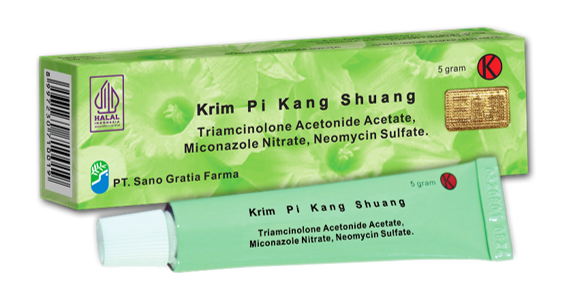 HALAL
INDONESIA
Krim Pi Kang Shuang
Triamcinolone Acetonide Acetate,
Miconazole Nitrate, Neomycin Sulfate.
5 gram
K
PT. Sano Gratia Farma
5 gram
K
Krim Pi Kang Shuang
Triamcinolone Acetonide Acetate,
Miconazole Nitrate, Neomycin Sulfate.